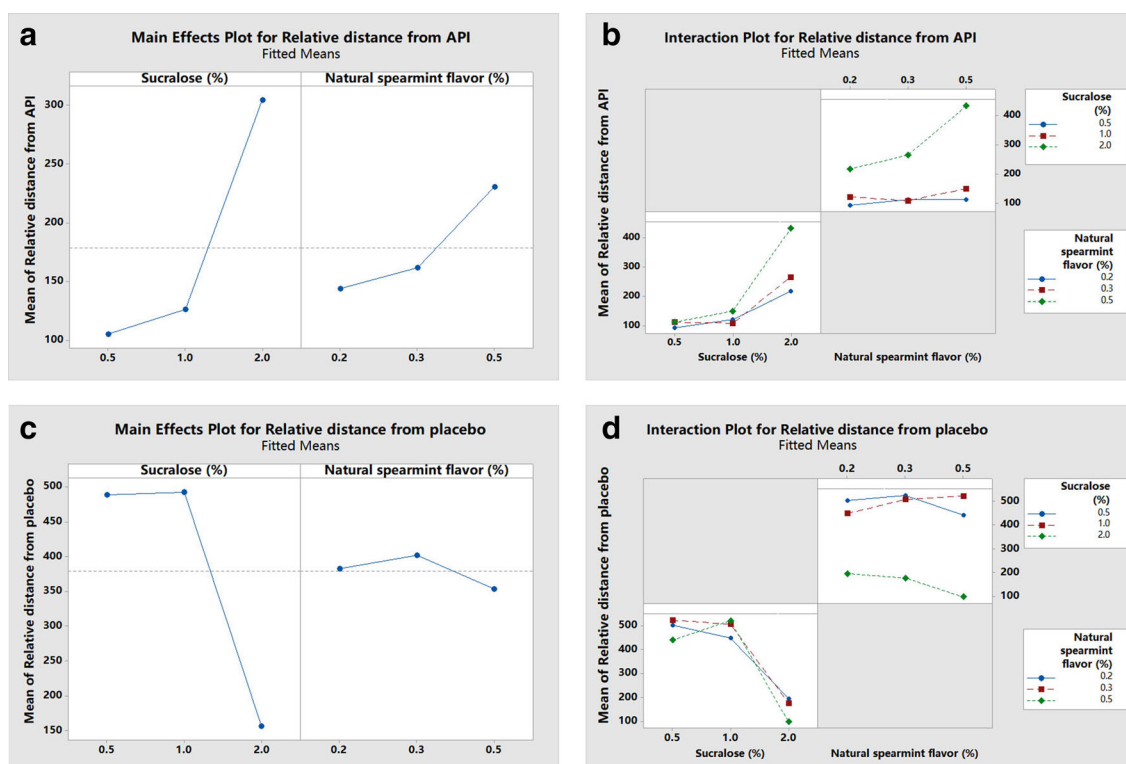 a
Main Effects Plot for Relative distance from API
Fitted Means
Sucralose (%) Natural spearmint flavor (%)
Mean of Relative distance from API
300
250
200
150
100
0.5 1.0 2.0 0.2 0.3 0.5
b
Interaction Plot for Relative distance from API
Fitted Means
0.2 0.3 0.5
Mean of Relative distance from API
400
300
200
100
Sucralose
(%)
0.5
1.0
2.0
400
300
200
100
Natural
spearmint
flavor (%)
0.2
0.3
0.5
0.5 1.0 2.0
Sucralose (%) Natural spearmint flavor (%)
c
Main Effects Plot for Relative distance from placebo
Fitted Means
Sucralose (%) Natural spearmint flavor (%)
Mean of Relative distance from placebo
500
450
400
350
300
250
200
150
0.5 1.0 2.0 0.2 0.3 0.5
d
Interaction Plot for Relative distance from placebo
Fitted Means
0.2 0.3 0.5
Mean of Relative distance from placebo
500
400
300
200
100
Sucralose
(%)
0.5
1.0
2.0
500
400
300
200
100
Natural
spearmint
flavor (%)
0.2
0.3
0.5
0.5 1.0 2.0
Sucralose (%) Natural spearmint flavor (%)